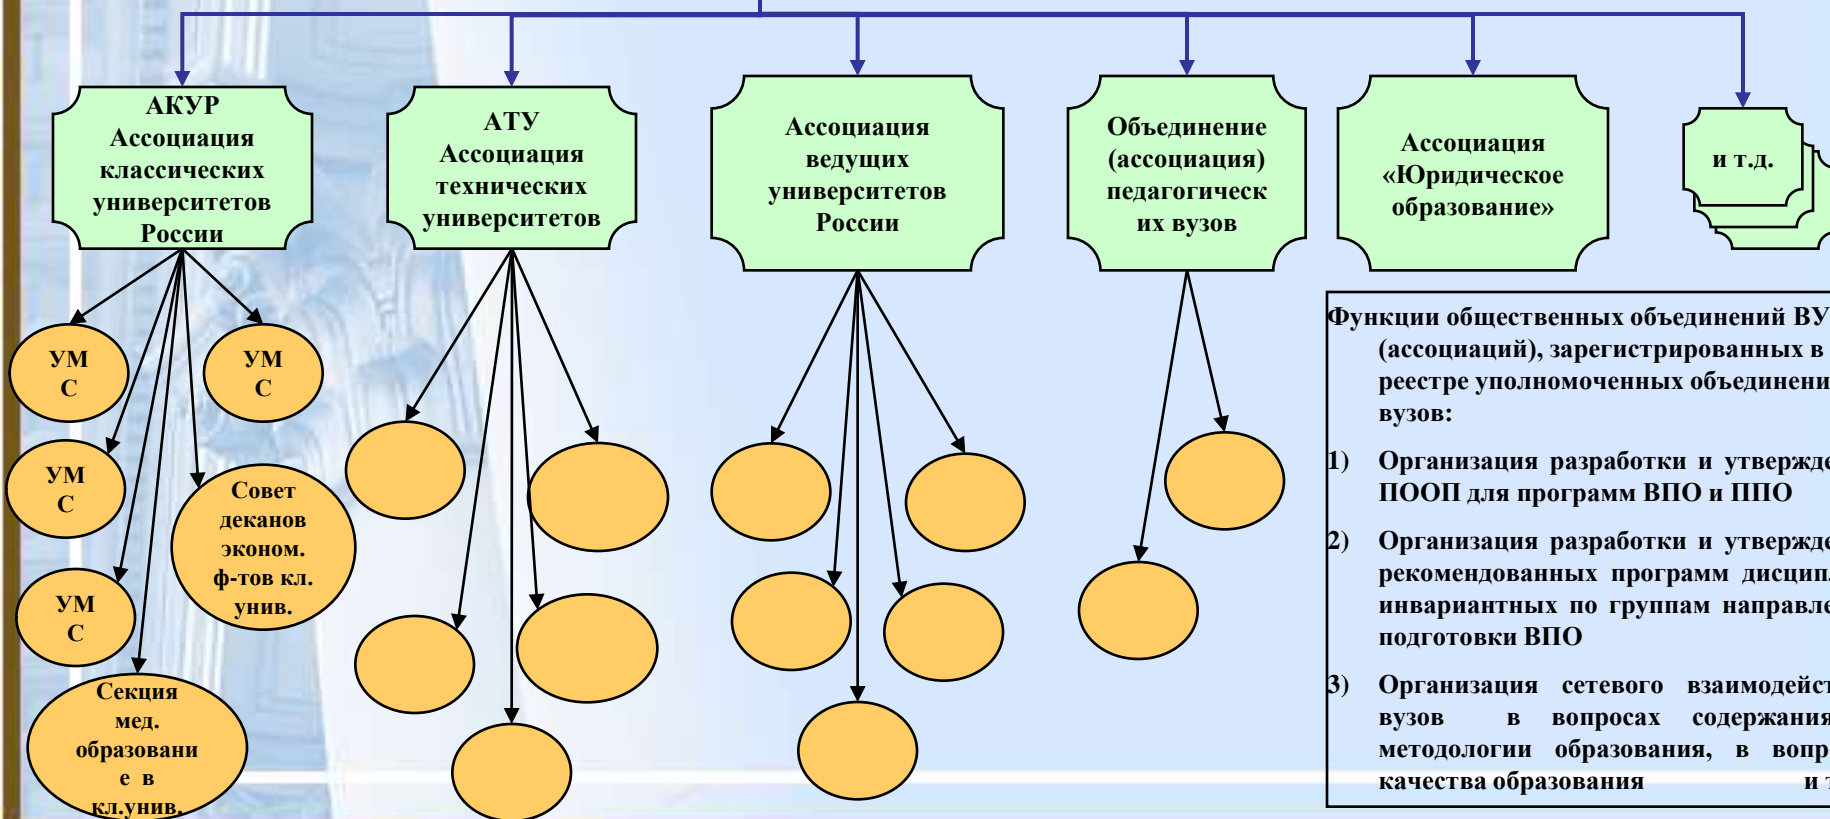 АКУР
Ассоциация
классических
университетов
России
АТУ
Ассоциация
технических
университетов
Ассоциация
ведущих
университетов
России
Объединение
(ассоциация)
педагогическ
их вузов
Ассоциация
«Юридическое
образование»
и т.д.
УМ
С
УМ
С
УМ
С
Совет
деканов
эконом.
ф-тов кл.
унив.
УМ
С
Секция
мед.
образовани
е в
кл.унив.
Функции общественных объединений ВУ
(ассоциаций), зарегистрированных в
реестре уполномоченных объединени
вузов:
1) Организация разработки и утвержде
ПООП для программ ВПО и ППО
2) Организация разработки и утвержде
рекомендованных программ дисцип
инвариантных по группам направле
подготовки ВПО
3) Организация сетевого взаимодейст
вузов в вопросах содержания
методологии образования, в вопр
качества образования и т